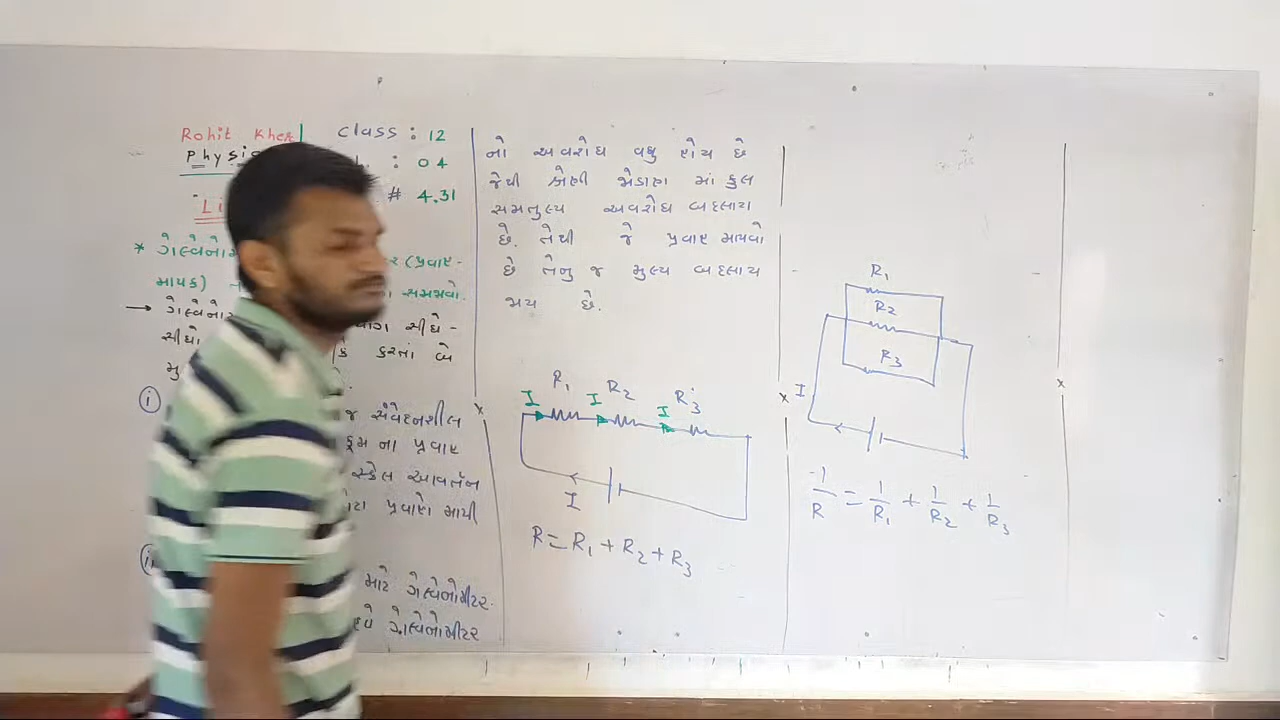 Rohit Khe
class : 12
Physi
: 04
# 4.31
Li
* ગેલ્વેનો
ર (પ્રવાહ-
માપક)
સમજાવો.
→ ગેલ્વેનો
સીધે-
સીધો
કરતાં બે
મુ
(i)
જ સંવેદનશીલ
ક્રમ ના પ્રવાહ
સ્કેલ આવર્તન
પ્રવાહો માપી
માટે ગેલ્વેનોમીટર
ગેલ્વેનોમીટર
નો અવરોધ વધુ હોય છે
જેથી શ્રેણી જોડાણ માં કુલ
સમતુલ્ય અવરોધ બદલાય
છે. તેથી જે પ્રવાહ માપવો
છે તેનુ જ મુલ્ય બદલાય
જાય છે.
R₁ R₂ R₃
I I I
I
R = R₁ + R₂ + R₃
R₁
R₂
R₃
I
1/R = 1/R₁ + 1/R₂ + 1/R₃